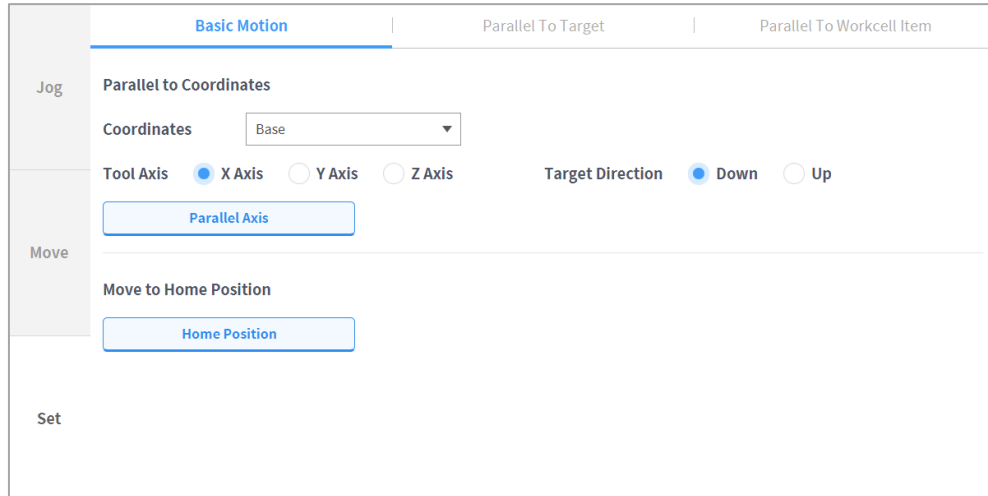 Basic Motion
Parallel To Target
Parallel To Workcell Item
Jog
Parallel to Coordinates
Coordinates Base
Tool Axis X Axis Y Axis Z Axis Target Direction Down Up
Parallel Axis
Move
Move to Home Position
Home Position
Set